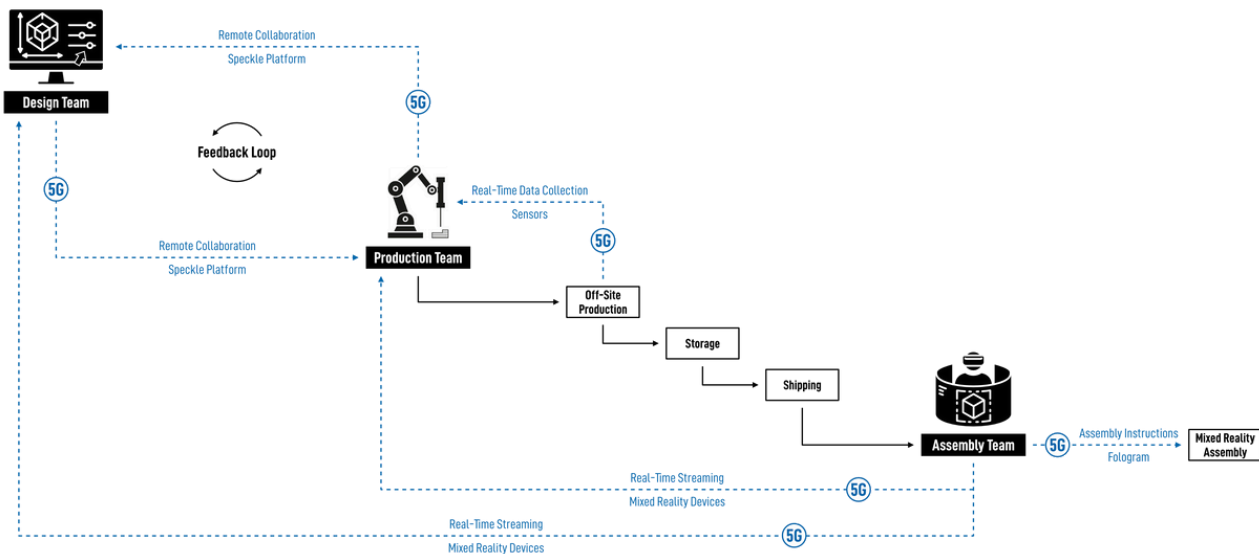 Remote Collaboration
Speckle Platform
5G
Design Team
Feedback Loop
5G
Real-Time Data Collection
Sensors
5G
Remote Collaboration
Speckle Platform
Production Team
Off-Site
Production
Storage
Shipping
Assembly Team
5G
Assembly Instructions
Fologram
Mixed Reality
Assembly
Real-Time Streaming
5G
Mixed Reality Devices
Real-Time Streaming
5G
Mixed Reality Devices